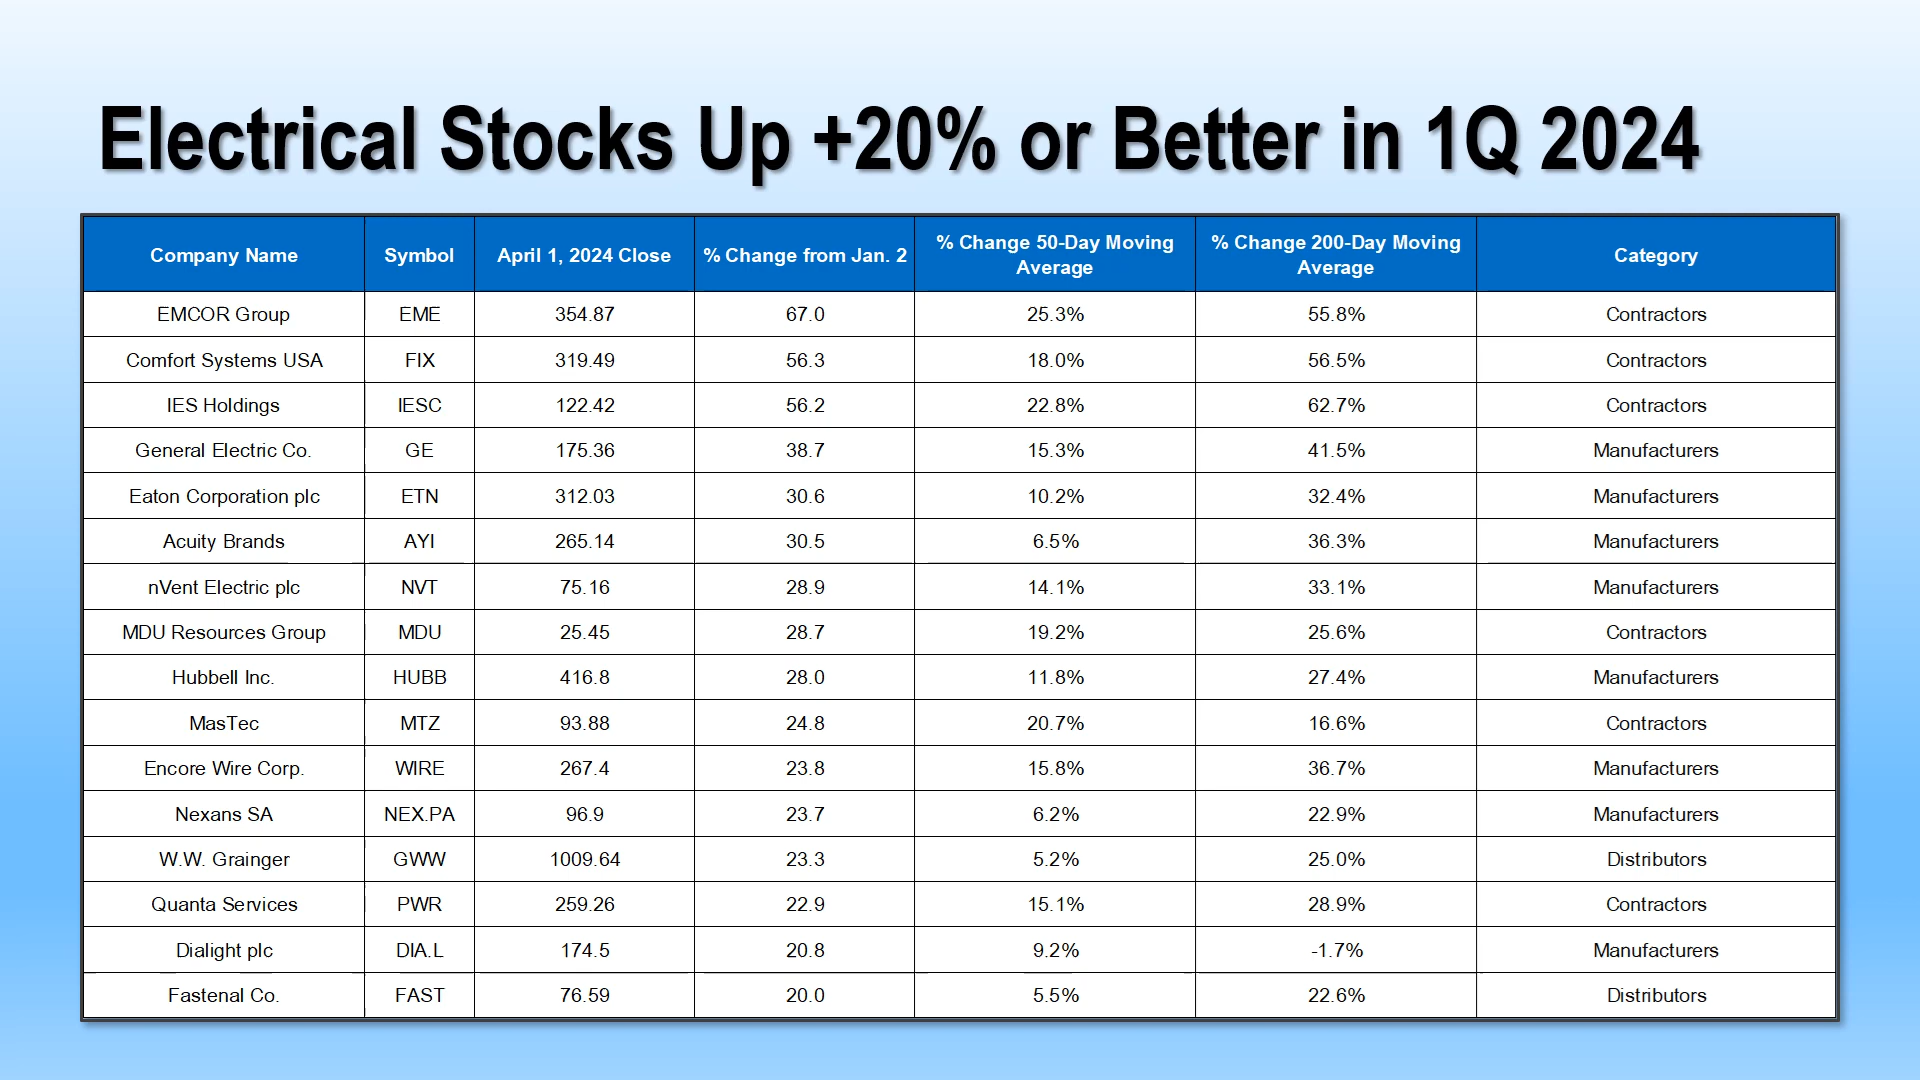 Electrical Stocks Up +20% or Better in 1Q 2024
Company Name Symbol April 1, 2024 Close % Change from Jan. 2 % Change 50-Day Moving Average % Change 200-Day Moving Average Category
EMCOR Group EME 354.87 67.0 25.3% 55.8% Contractors
Comfort Systems USA FIX 319.49 56.3 18.0% 56.5% Contractors
IES Holdings IESC 122.42 56.2 22.8% 62.7% Contractors
General Electric Co. GE 175.36 38.7 15.3% 41.5% Manufacturers
Eaton Corporation plc ETN 312.03 30.6 10.2% 32.4% Manufacturers
Acuity Brands AYI 265.14 30.5 6.5% 36.3% Manufacturers
nVent Electric plc NVT 75.16 28.9 14.1% 33.1% Manufacturers
MDU Resources Group MDU 25.45 28.7 19.2% 25.6% Contractors
Hubbell Inc. HUBB 416.8 28.0 11.8% 27.4% Manufacturers
MasTec MTZ 93.88 24.8 20.7% 16.6% Contractors
Encore Wire Corp. WIRE 267.4 23.8 15.8% 36.7% Manufacturers
Nexans SA NEX.PA 96.9 23.7 6.2% 22.9% Manufacturers
W.W. Grainger GWW 1009.64 23.3 5.2% 25.0% Distributors
Quanta Services PWR 259.26 22.9 15.1% 28.9% Contractors
Dialight plc DIA.L 174.5 20.8 9.2% -1.7% Manufacturers
Fastenal Co. FAST 76.59 20.0 5.5% 22.6% Distributors